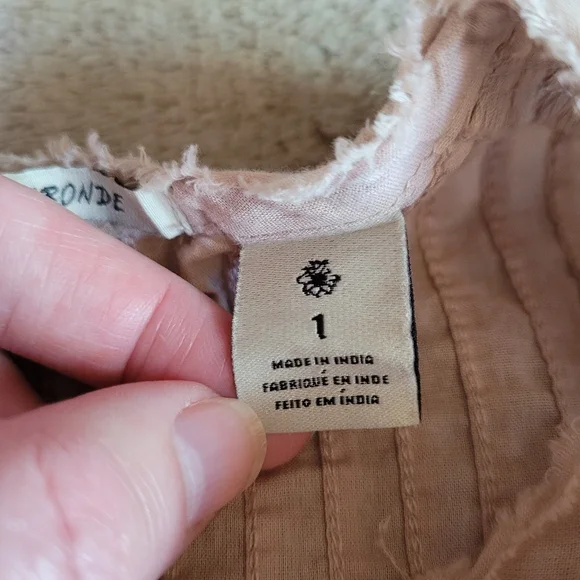 RONDE
1
MADE IN INDIA
FABRIQUÉ EN INDE
FEITO EM ÍNDIA